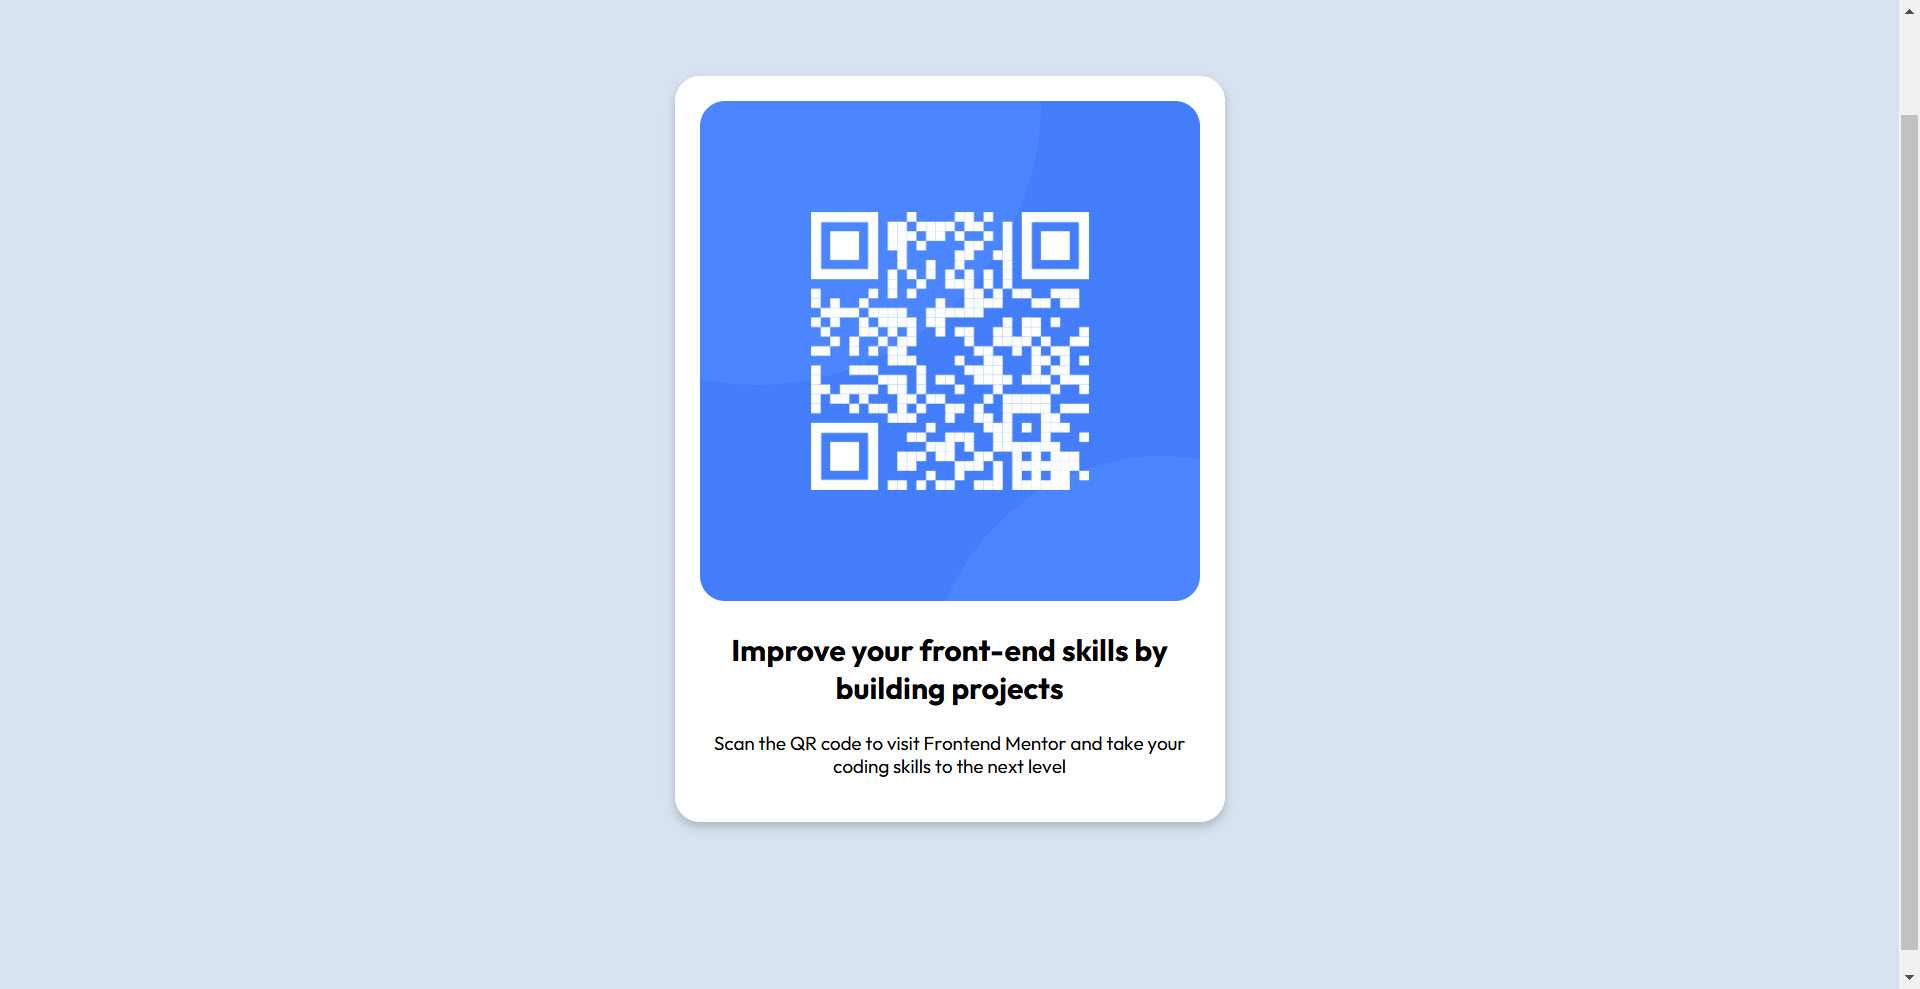 Improve your front-end skills by
building projects
Scan the QR code to visit Frontend Mentor and take your
coding skills to the next level